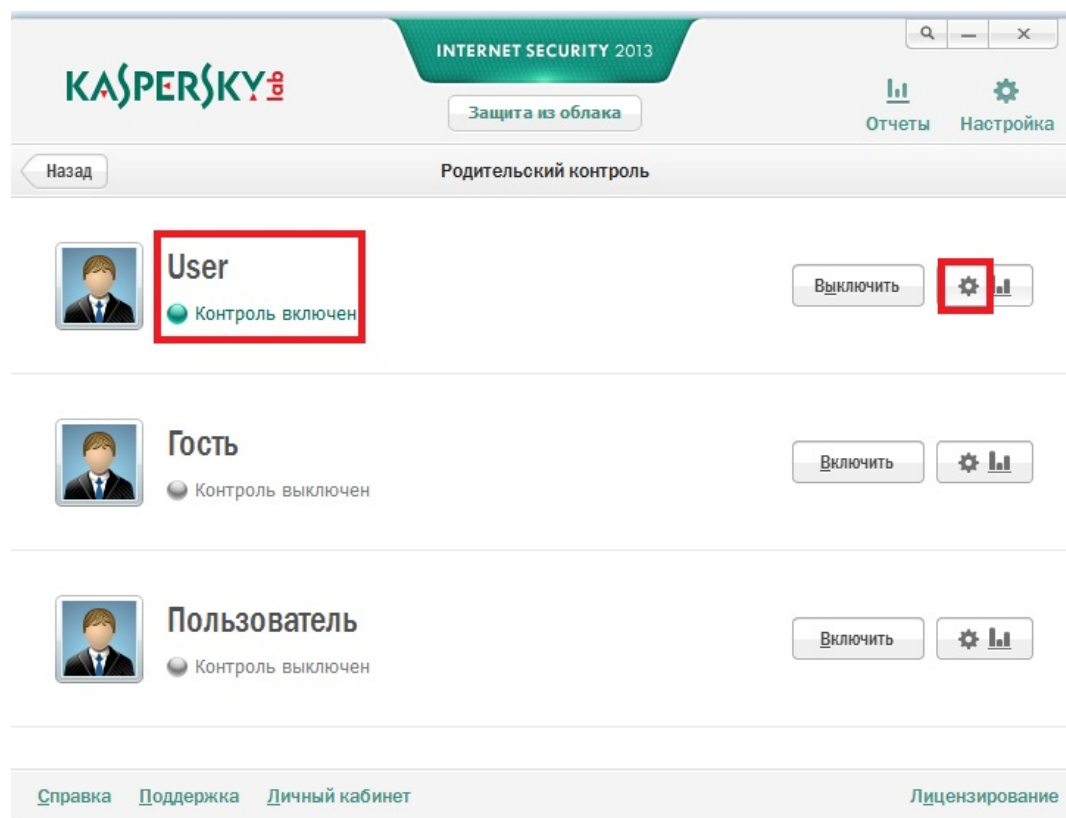 INTERNET SECURITY 2013
KASPERSKY lab
Защита из облака
Отчеты
Настройка
Назад
Родительский контроль
User
Контроль включен
Выключить
Гость
Контроль выключен
Включить
Пользователь
Контроль выключен
Включить
Справка Поддержка Личный кабинет Лицензирование